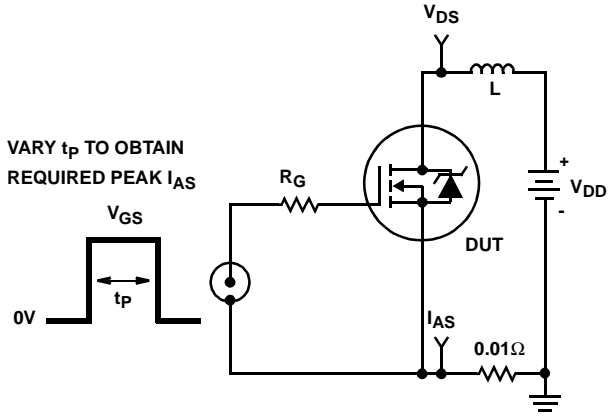 VDS
L
VARY tP TO OBTAIN
REQUIRED PEAK IAS
RG
+
VDD
-
VGS
DUT
tP
0V
IAS
0.01Ω